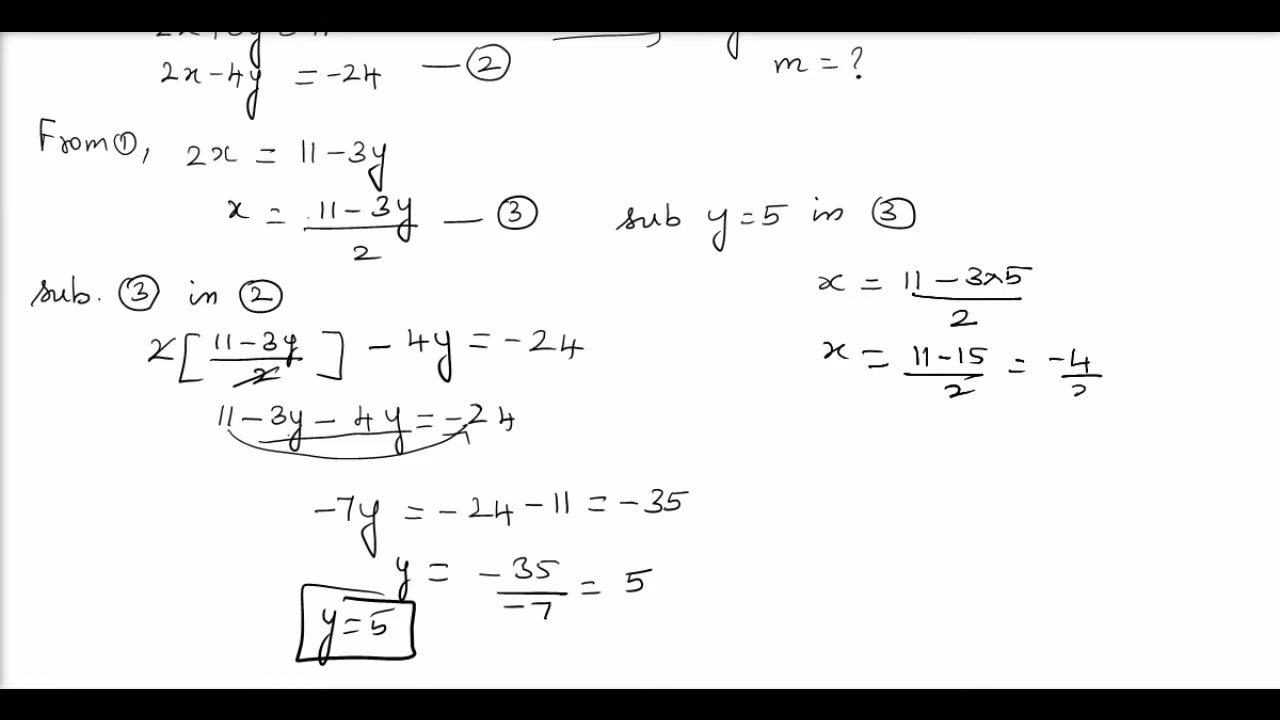 2x-4y = -24 — ②
m = ?
From ①, 2x = 11-3y
x = 11-3y / 2 — ③
sub. ③ in ②
2[11-3y / 2] - 4y = -24
11-3y-4y = -24
-7y = -24-11 = -35
y = -35 / -7 = 5
y=5
sub y=5 in ③
x = 11-3×5 / 2
x = 11-15 / 2 = -4 / 2